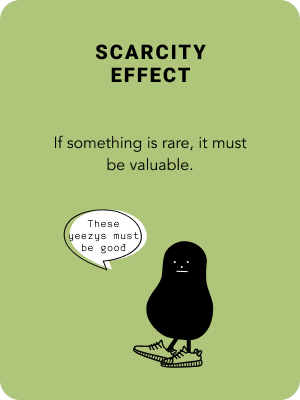 SCARCITY
EFFECT
If something is rare, it must
be valuable.
These
yeezys must
be good